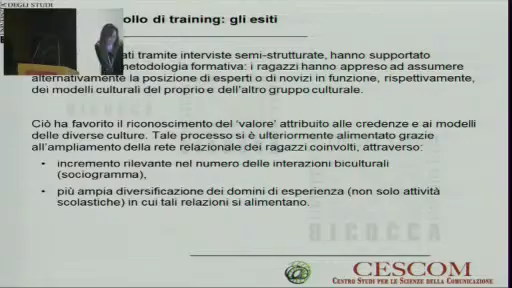 DEGLI STUDI
ollo di training: gli esiti
ati tramite interviste semi-strutturate, hanno supportato
metodologia formativa: i ragazzi hanno appreso ad assumere
alternativamente la posizione di esperti o di novizi in funzione, rispettivamente,
dei modelli culturali del proprio e dell'altro gruppo culturale.
Ciò ha favorito il riconoscimento del 'valore' attribuito alle credenze e ai modelli
delle diverse culture. Tale processo si è ulteriormente alimentato grazie
all'ampliamento della rete relazionale dei ragazzi coinvolti, attraverso:
• incremento rilevante nel numero delle interazioni biculturali
(sociogramma),
• più ampia diversificazione dei domini di esperienza (non solo attività
scolastiche) in cui tali relazioni si alimentano.
BICOCCA
CESCOM
CENTRO STUDI PER LE SCIENZE DELLA COMUNICAZIONE